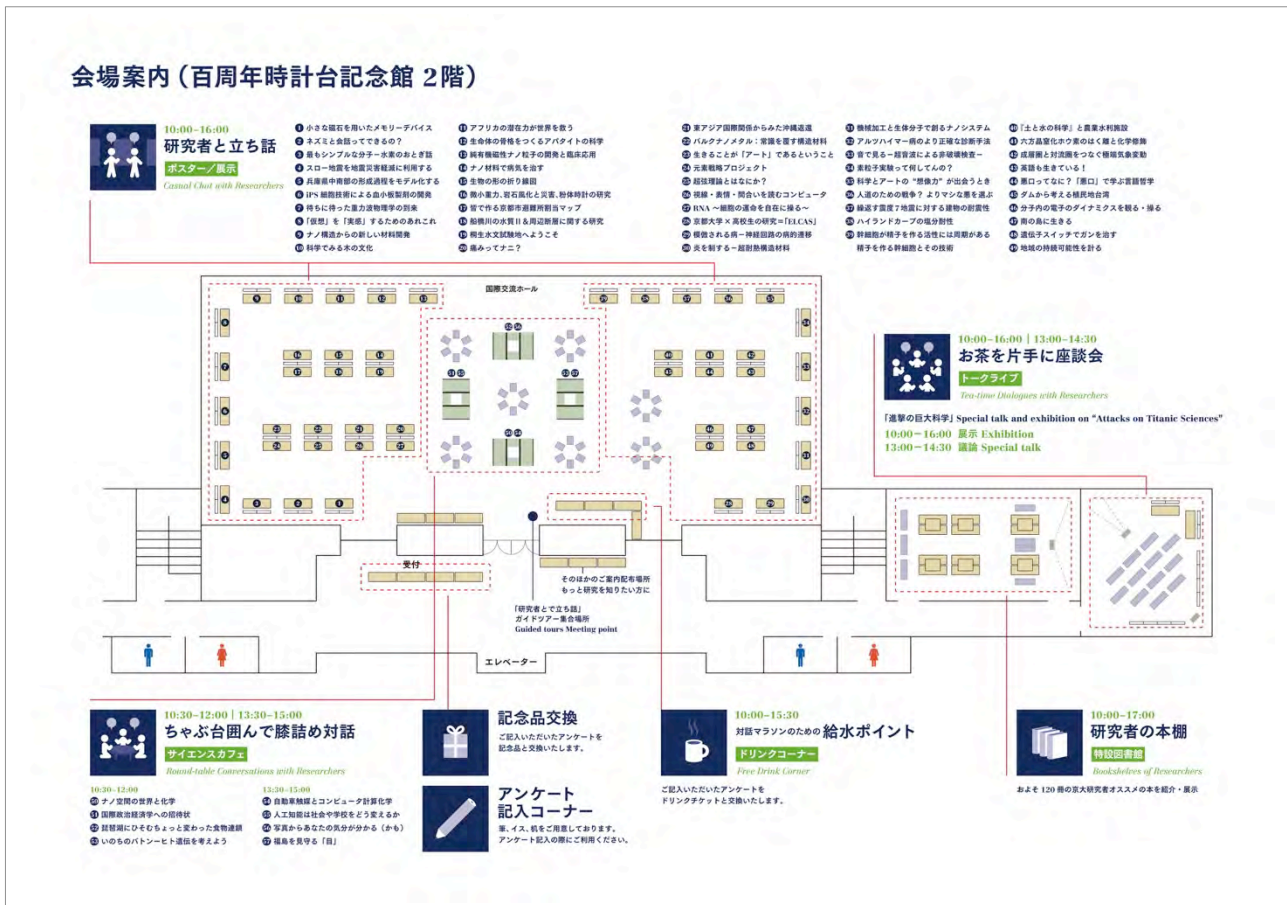 会場案内（百周年時計台記念館 2階）
10:00–16:00
研究者と立ち話
ポスター／展示
Casual Chat with Researchers
1 小さな磁石を用いたメモリーデバイス
2 ネズミと会話ってできるの？
3 最もシンプルな分子－水素のおとぎ話
4 スロー地震を地震災害軽減に利用する
5 兵庫県中南部の形成過程をモデル化する
6 iPS 細胞技術による血小板製剤の開発
7 待ちに待った重力波物理学の到来
8 「仮想」を「実感」するためのあれこれ
9 ナノ構造からの新しい材料開発
10 科学でみる木の文化
11 アフリカの潜在力が世界を救う
12 生命体の骨格をつくるアパタイトの科学
13 純有機磁性ナノ粒子の開発と臨床応用
14 ナノ材料で病気を治す
15 生物の形の折り線図
16 微小重力、岩石風化と災害、粉体時計の研究
17 皆で作る京都市避難所割当マップ
18 船橋川の水質Ⅱ＆周辺断層に関する研究
19 桐生水文試験地へようこそ
20 痛みってナニ？
21 東アジア国際関係からみた沖縄返還
22 バルクナノメタル：常識を覆す構造材料
23 生きることが「アート」であるということ
24 元素戦略プロジェクト
25 超弦理論とはなにか？
26 視線・表情・間合いを読むコンピュータ
27 RNA ～細胞の運命を自在に操る～
28 京都大学×高校生の研究＝「ELCAS」
29 模倣される病－神経回路の病的遷移
30 炎を制する－超耐熱構造材料
31 機械加工と生体分子で創るナノシステム
32 アルツハイマー病のより正確な診断手法
33 音で見る－超音波による非破壊検査－
34 素粒子実験って何してんの？
35 科学とアートの“想像力”が出会うとき
36 人道のための戦争？ よりマシな悪を選ぶ
37 繰返す震度7地震に対する建物の耐震性
38 ハイランドカーブの塩分耐性
39 幹細胞が精子を作る活性には周期がある
精子を作る幹細胞とその技術
40 『土と水の科学』と農業水利施設
41 六方晶窒化ホウ素のはく離と化学修飾
42 成層圏と対流圏をつなぐ極端気象変動
43 英語も生きている！
44 悪口ってなに？「悪口」で学ぶ言語哲学
45 ダムから考える植民地台湾
46 分子内の電子のダイナミクスを観る・操る
47 南の島に生きる
48 遺伝子スイッチでガンを治す
49 地域の持続可能性を計る
国際交流ホール
10:00–16:00｜13:00–14:30
お茶を片手に座談会
トークライブ
Tea-time Dialogues with Researchers
「進撃の巨大科学」Special talk and exhibition on “Attacks on Titanic Sciences”
10:00－16:00 展示 Exhibition
13:00－14:30 議論 Special talk
受付
そのほかのご案内配布場所
もっと研究を知りたい方に
「研究者とで立ち話」
ガイドツアー集合場所
Guided tours Meeting point
エレベーター
10:30–12:00｜13:30–15:00
ちゃぶ台囲んで膝詰め対話
サイエンスカフェ
Round-table Conversations with Researchers
10:30–12:00
50 ナノ空間の世界と化学
51 国際政治経済学への招待状
52 琵琶湖にひそむちょっと変わった食物連鎖
53 いのちのバトンーヒト遺伝を考えよう
13:30–15:00
54 自動車触媒とコンピュータ計算化学
55 人工知能は社会や学校をどう変えるか
56 写真からあなたの気分が分かる（かも）
57 福島を見守る「目」
記念品交換
ご記入いただいたアンケートを
記念品と交換いたします。
アンケート
記入コーナー
筆、イス、机をご用意しております。
アンケート記入の際にご利用ください。
10:00–15:30
対話マラソンのための 給水ポイント
ドリンクコーナー
Free Drink Corner
ご記入いただいたアンケートを
ドリンクチケットと交換いたします。
10:00–17:00
研究者の本棚
特設図書館
Bookshelves of Researchers
およそ 120 冊の京大研究者オススメの本を紹介・展示